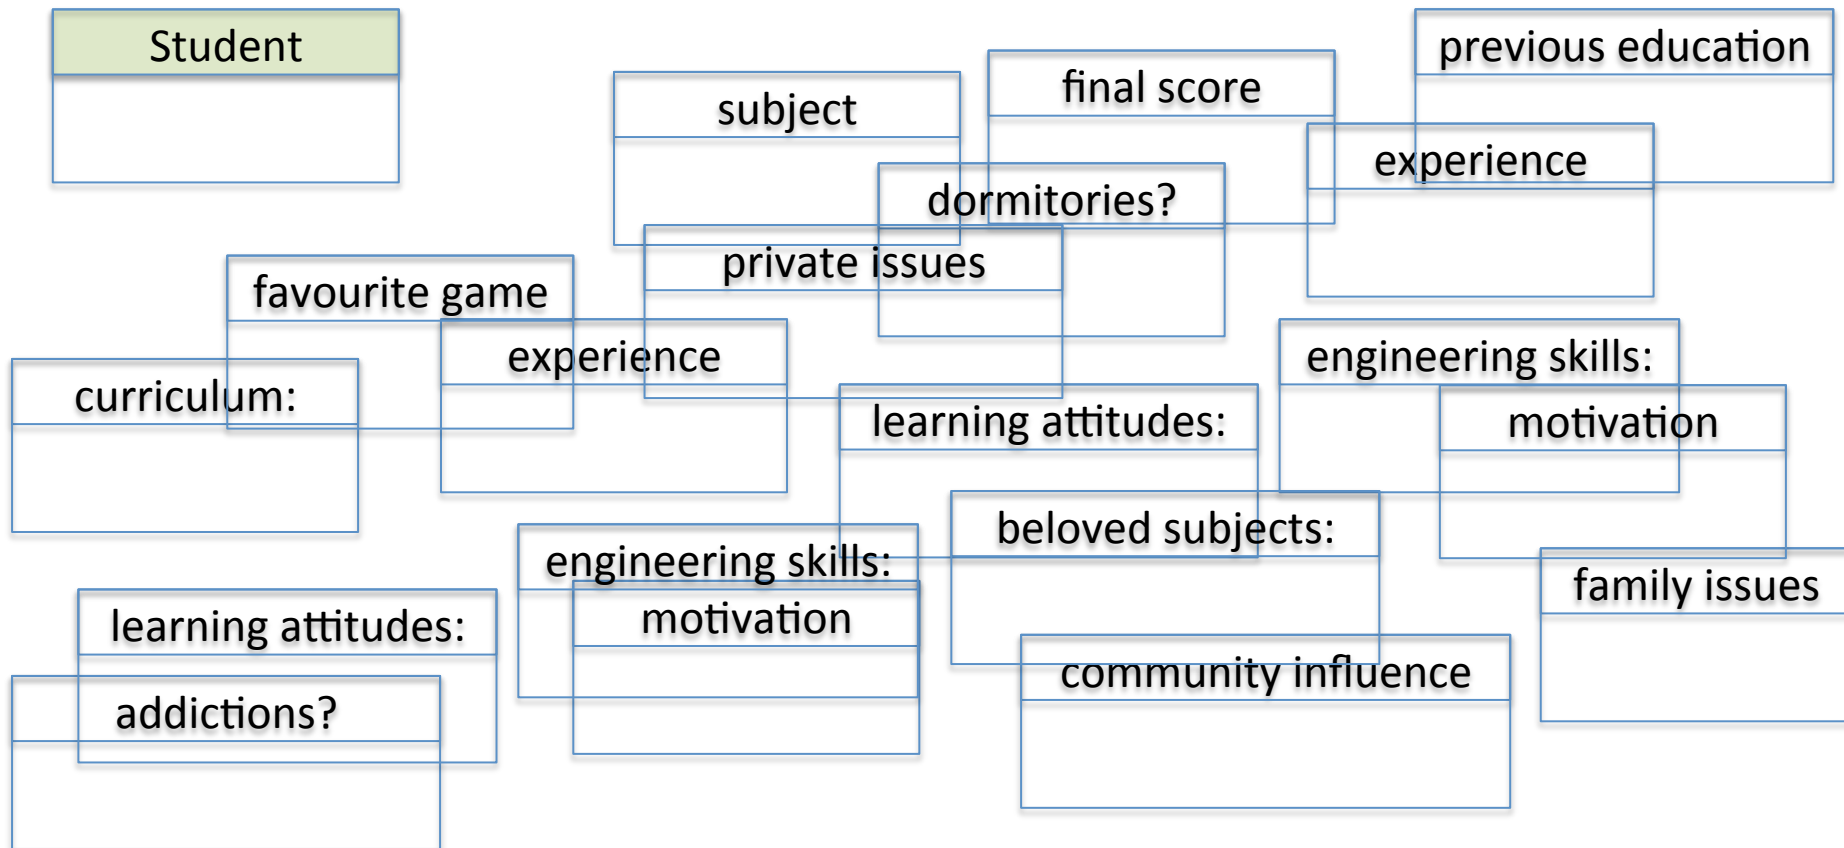 Student
previous education
final score
subject
experience
dormitories?
private issues
favourite game
experience
engineering skills:
curriculum:
learning attitudes:
motivation
beloved subjects:
engineering skills:
family issues
motivation
learning attitudes:
community influence
addictions?